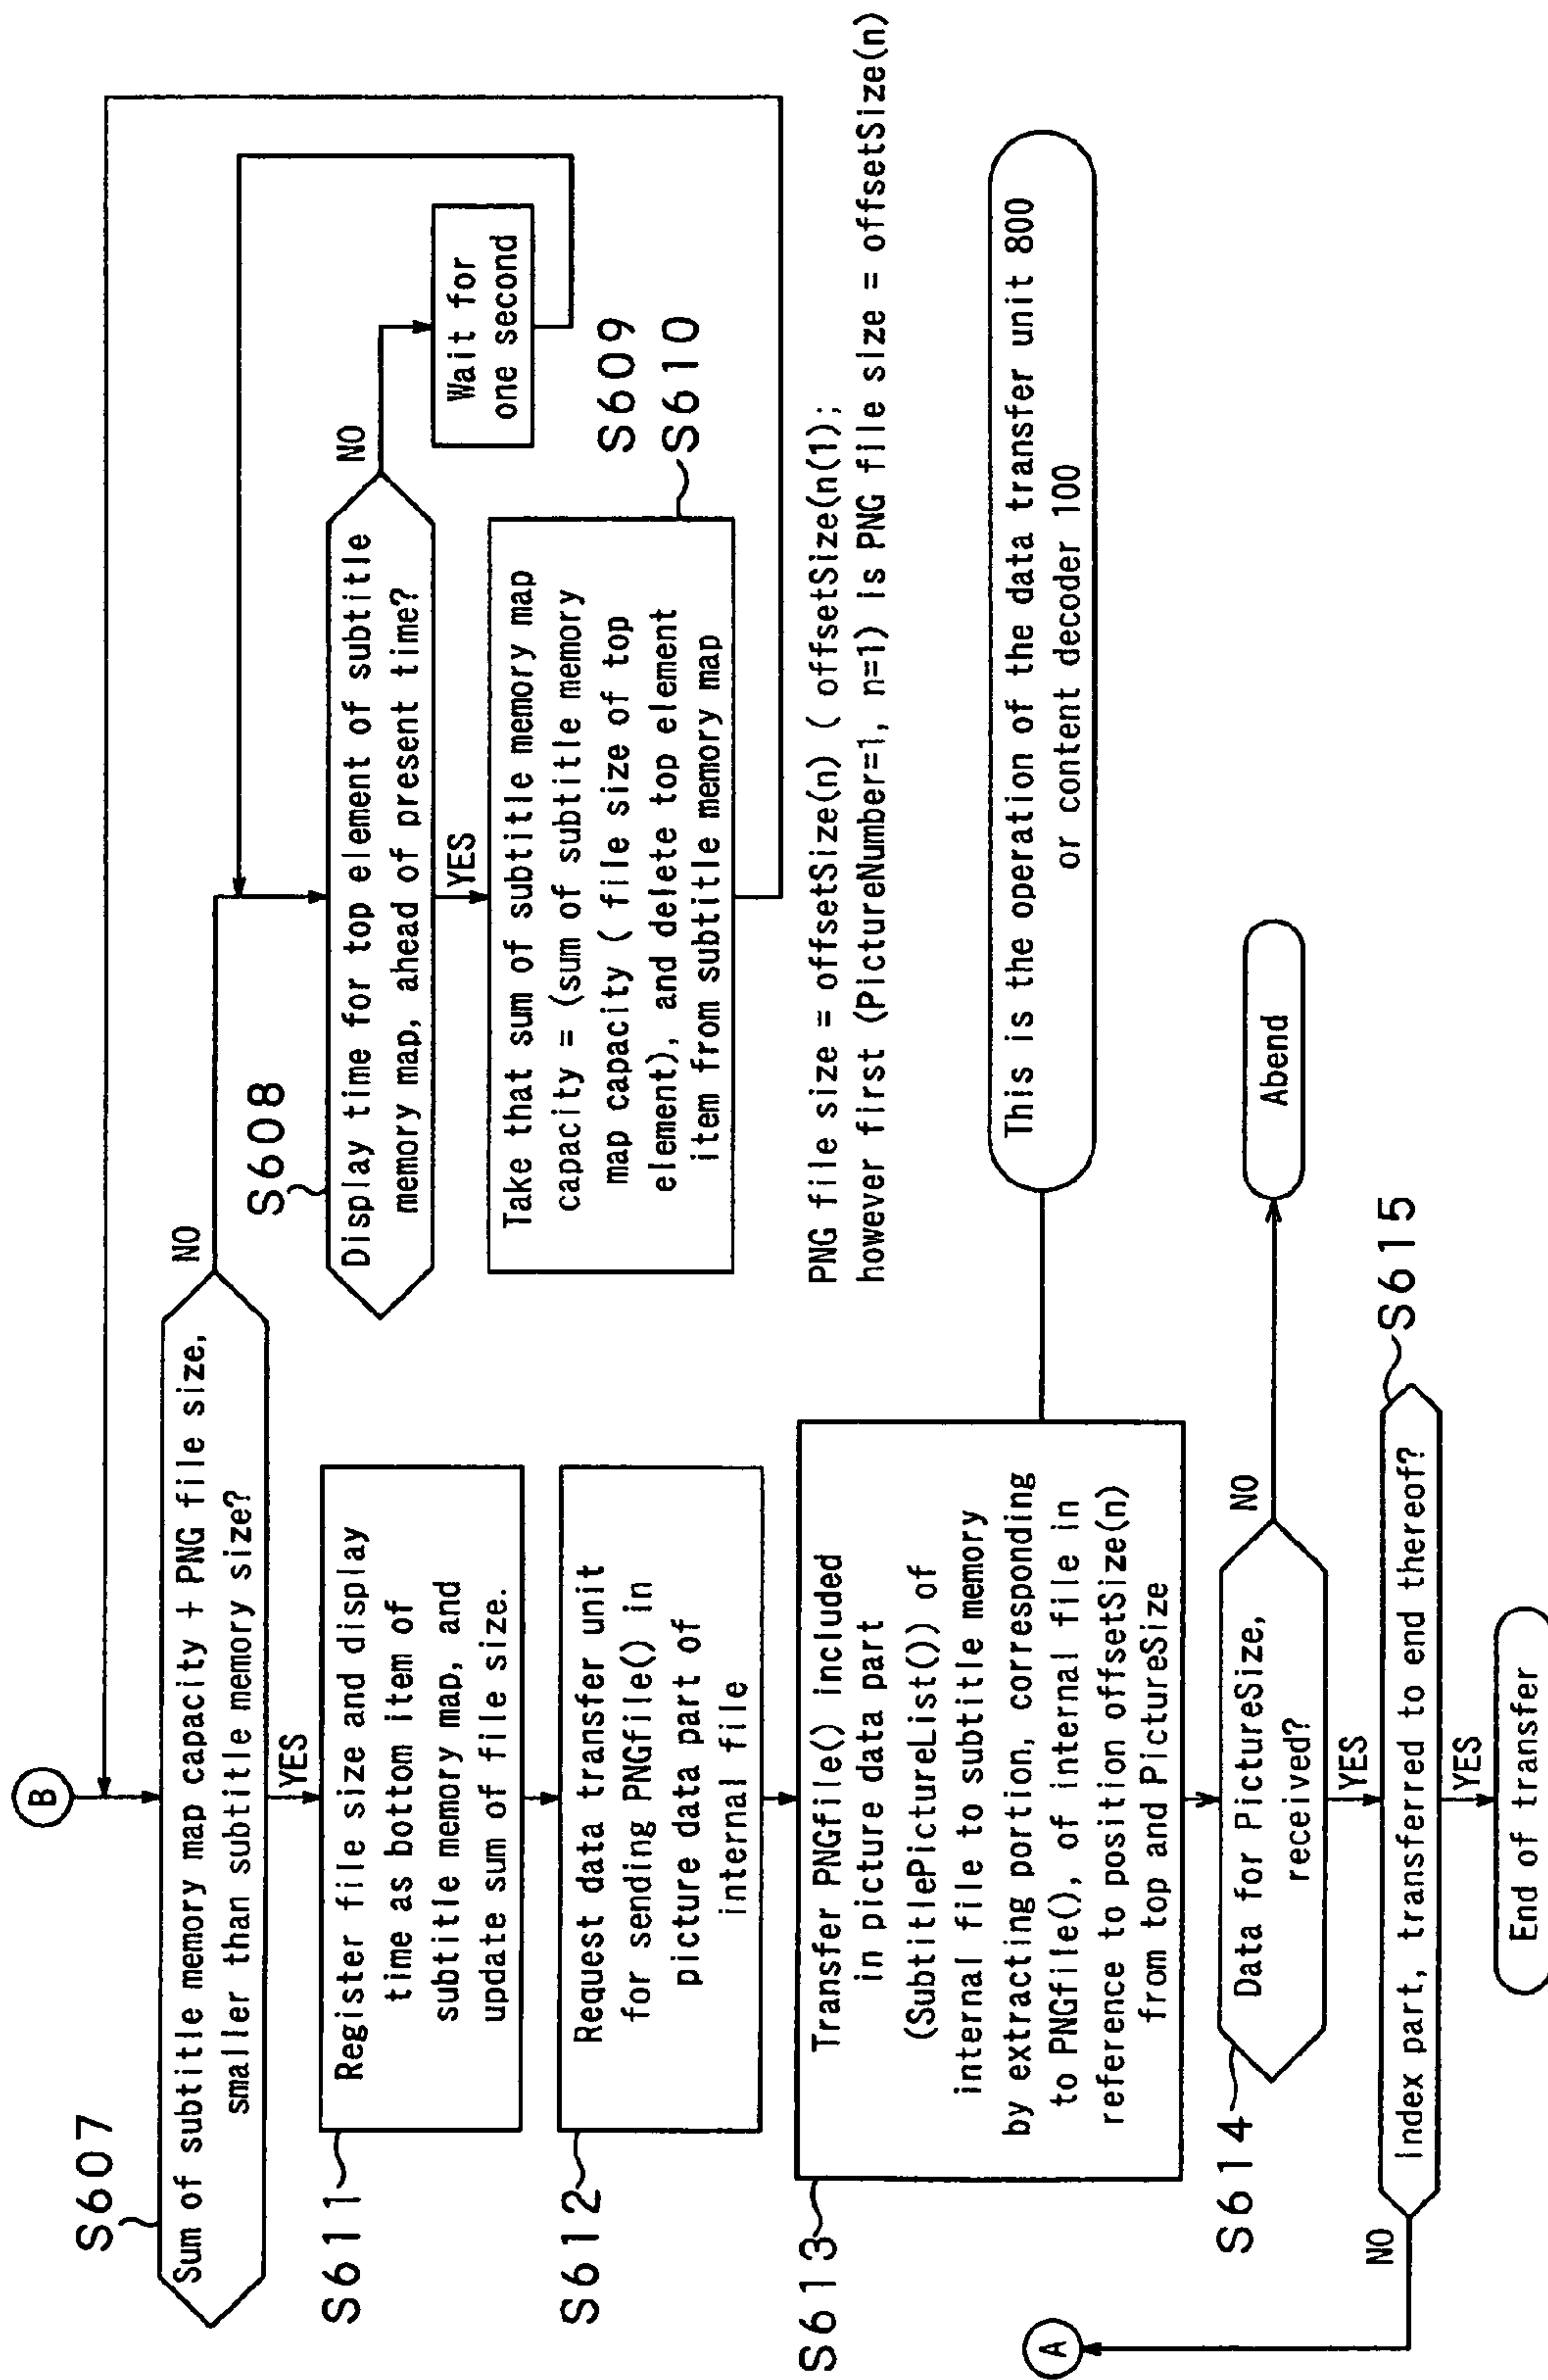 B
S607
Sum of subtitle memory map capacity + PNG file size,
smaller than subtitle memory size?
NO
YES
S608
Display time for top element of subtitle
memory map, ahead of present time?
NO
YES
Wait for
one second
S609
S610
Take that sum of subtitle memory map
capacity = (sum of subtitle memory
map capacity ( file size of top
element), and delete top element
item from subtitle memory map
PNG file size = offsetSize(n) ( offsetSize(n(1);
however first (PictureNumber=1, n=1) is PNG file size = offsetSize(n)
S611
Register file size and display
time as bottom item of
subtitle memory map, and
update sum of file size.
S612
Request data transfer unit
for sending PNGfile() in
picture data part of
internal file
S613
Transfer PNGfile() included
in picture data part
(SubtitlePictureList()) of
internal file to subtitle memory
by extracting portion, corresponding
to PNGfile(), of internal file in
reference to position offsetSize(n)
from top and PictureSize
This is the operation of the data transfer unit 800
or content decoder 100
S614
Data for PictureSize,
received?
NO
Abend
YES
S615
Index part, transferred to end thereof?
NO
A
YES
End of transfer